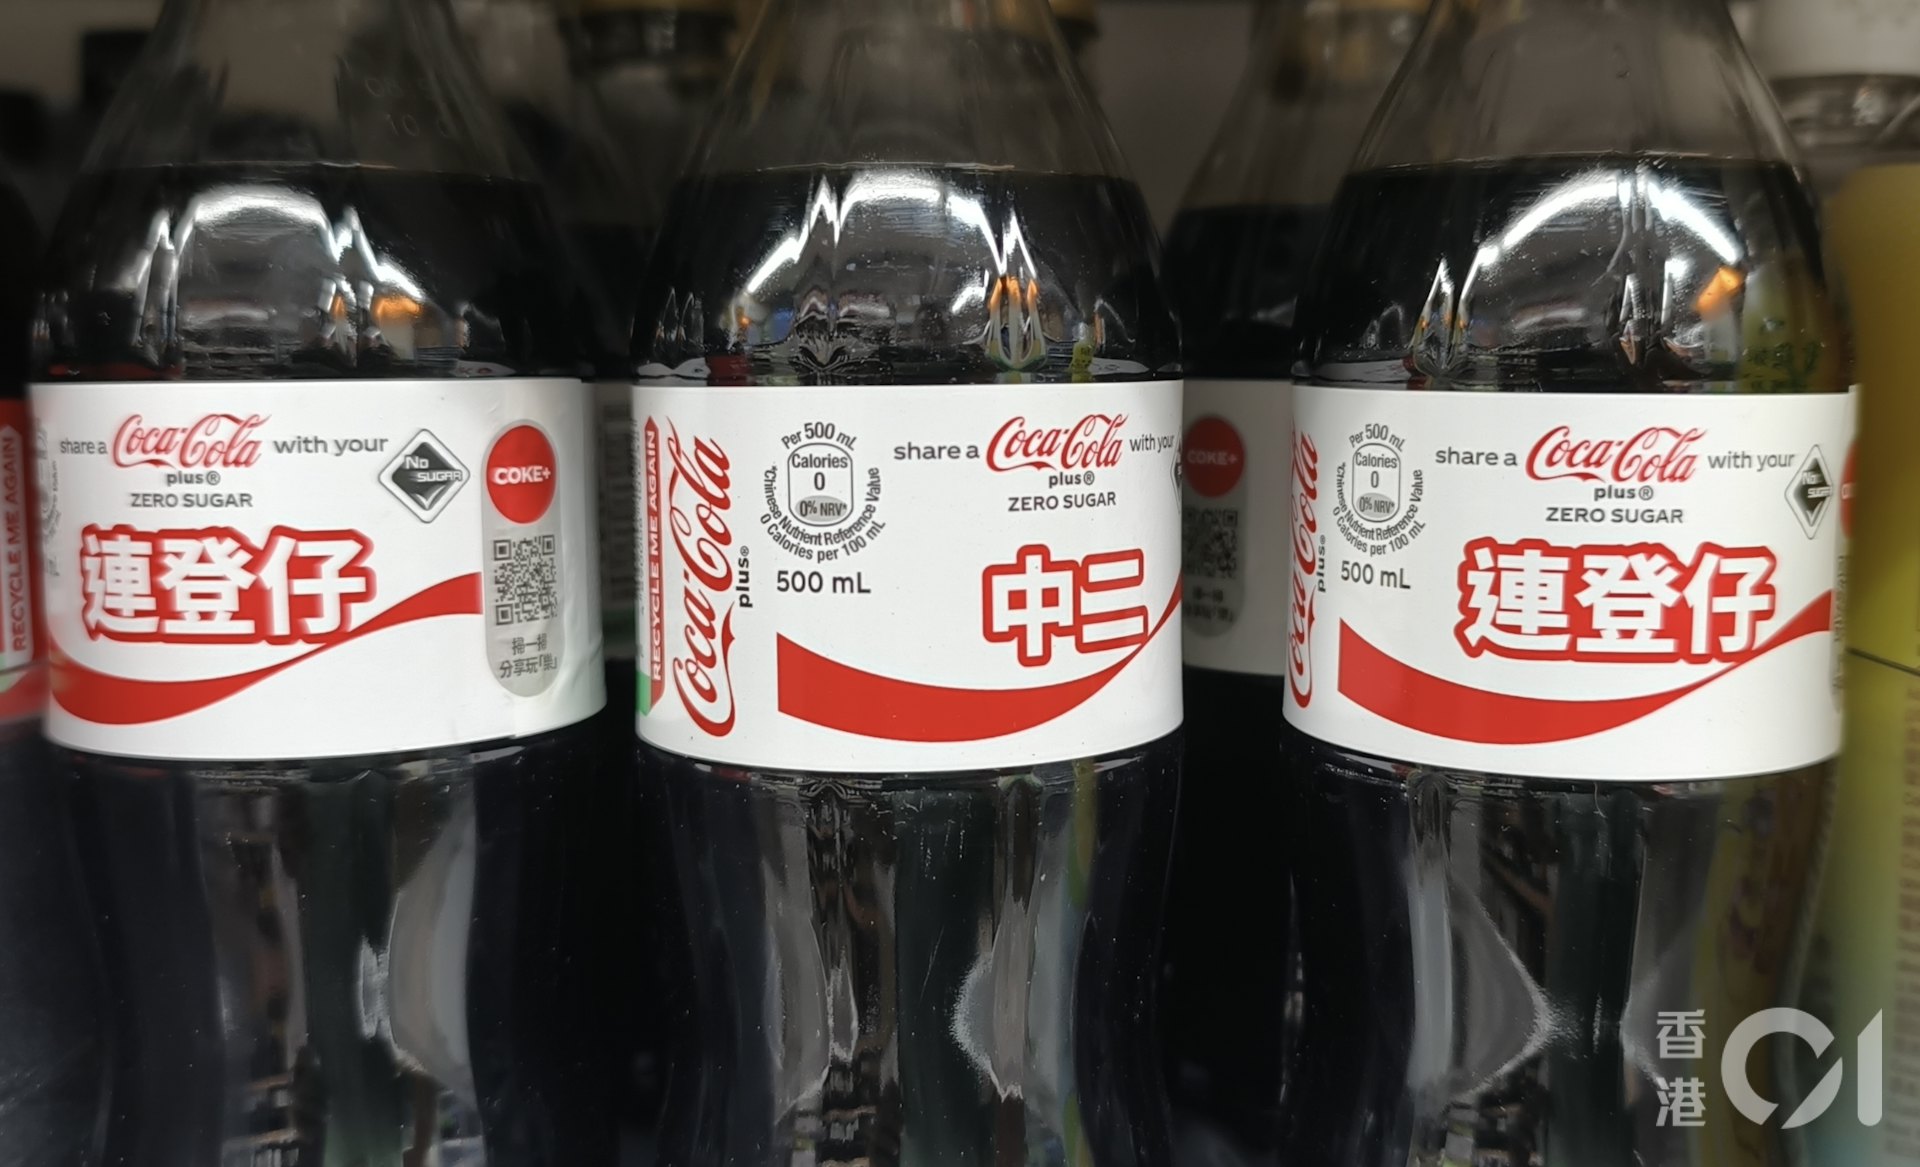 RECYCLE ME AGAIN
share a Coca-Cola with your
plus®
ZERO SUGAR
連登仔
No SUGAR
COKE+
掃一掃
分享玩「樂」
RECYCLE ME AGAIN
Coca-Cola
plus®
Per 500 mL
Calories
0
0% NRV*
*Chinese Nutrient Reference Value
0 Calories per 100 mL
500 mL
share a Coca-Cola with your
plus®
ZERO SUGAR
中二
COKE+
Coca-Cola
plus®
Per 500 mL
Calories
0
0% NRV*
*Chinese Nutrient Reference Value
0 Calories per 100 mL
500 mL
share a Coca-Cola with your
plus®
ZERO SUGAR
連登仔
No SUGAR
香港 01